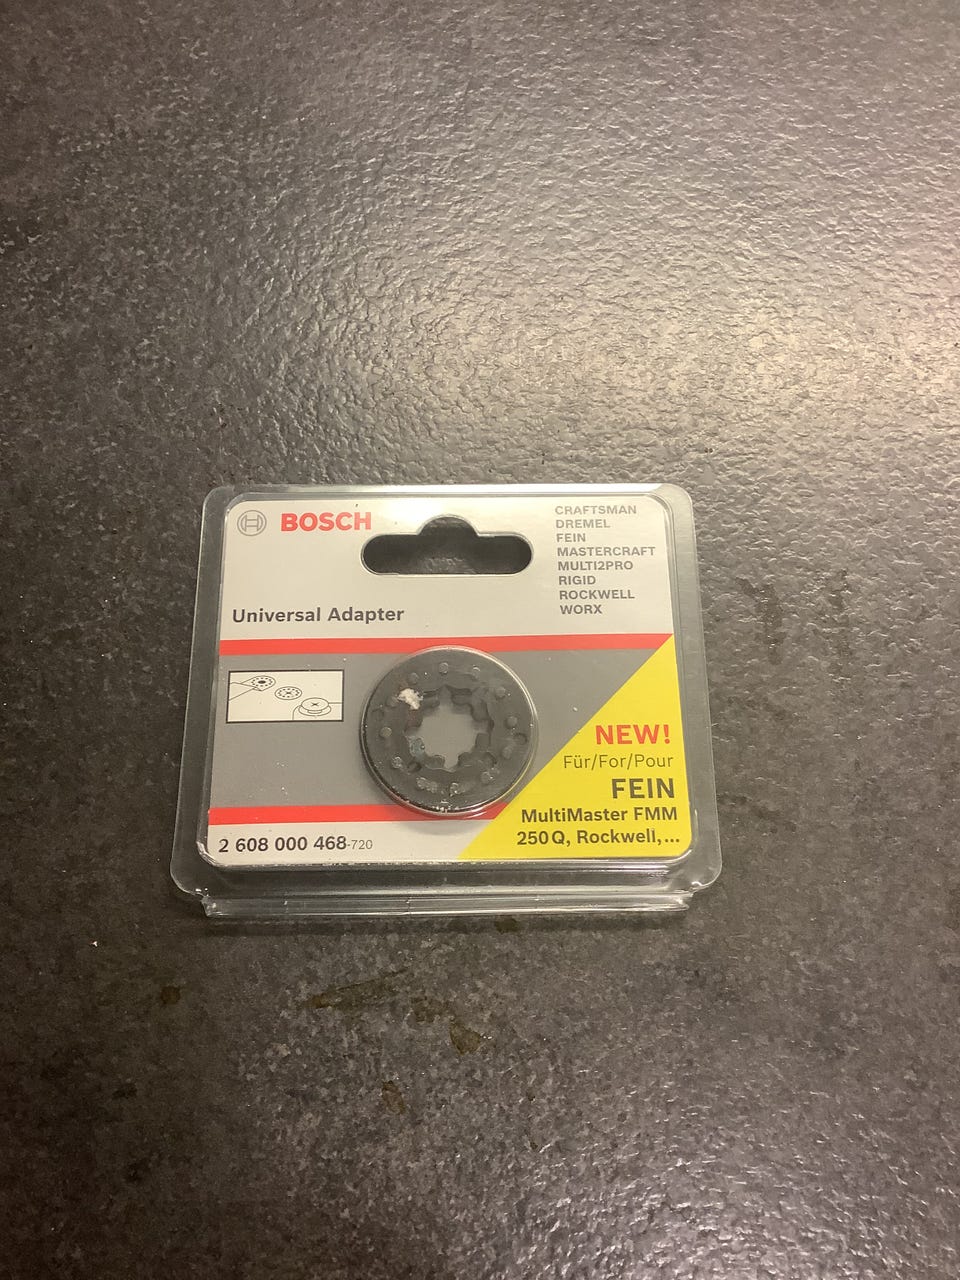 BOSCH
CRAFTSMAN
DREMEL
FEIN
MASTERCRAFT
MULTI2PRO
RIGID
ROCKWELL
WORX
Universal Adapter
NEW!
Für/For/Pour
FEIN
MultiMaster FMM
250 Q, Rockwell,...
2 608 000 468-720